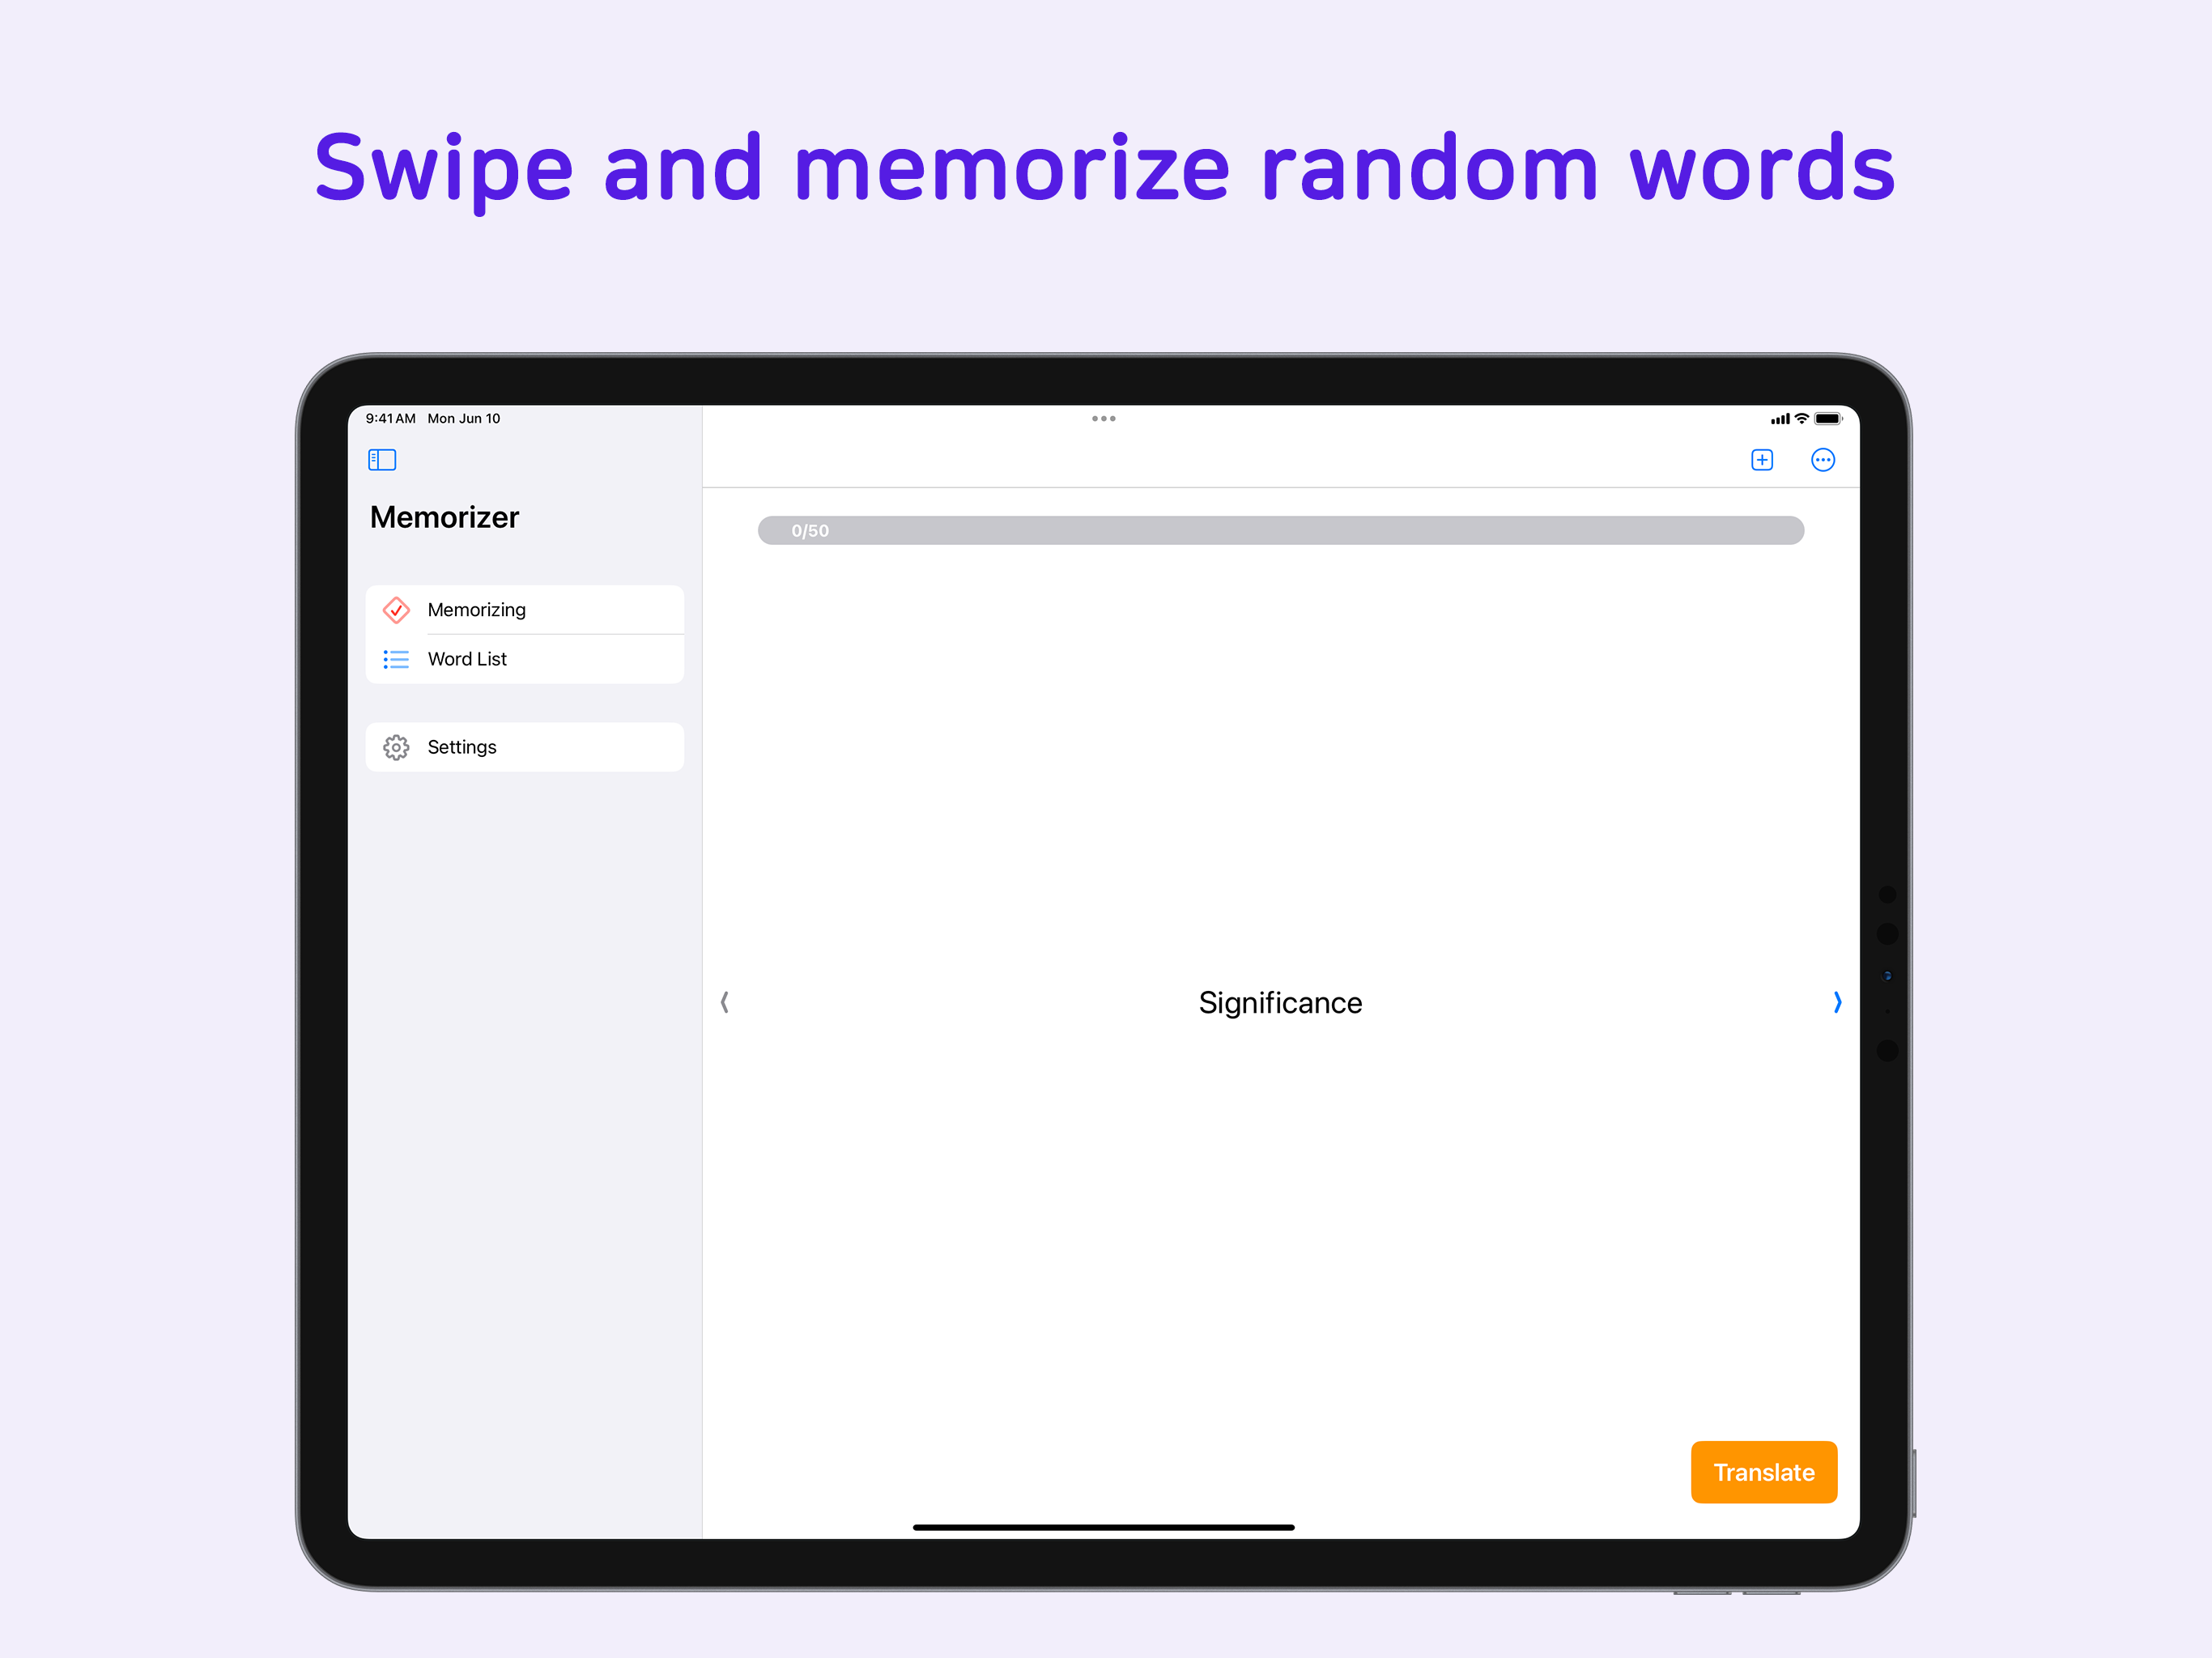 Swipe and memorize random words
9:41 AM Mon Jun 10
Memorizer
Memorizing
Word List
Settings
0/50
Significance
Translate